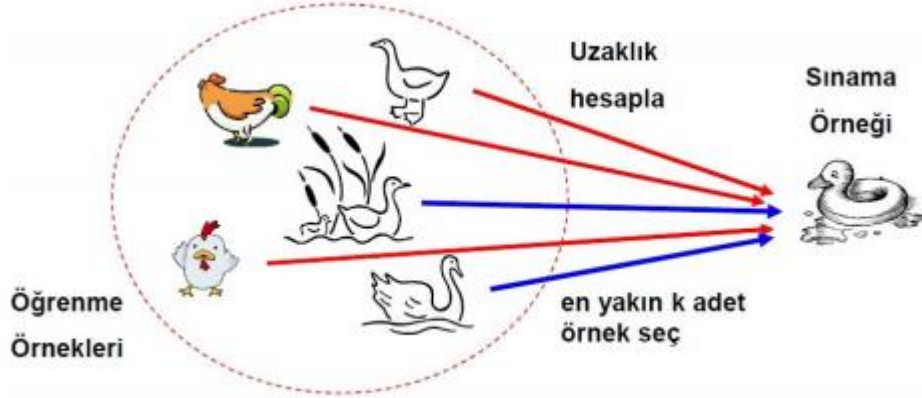 Uzaklık
hesapla
Sınama
Örneği
Öğrenme
Örnekleri
en yakın k adet
örnek seç